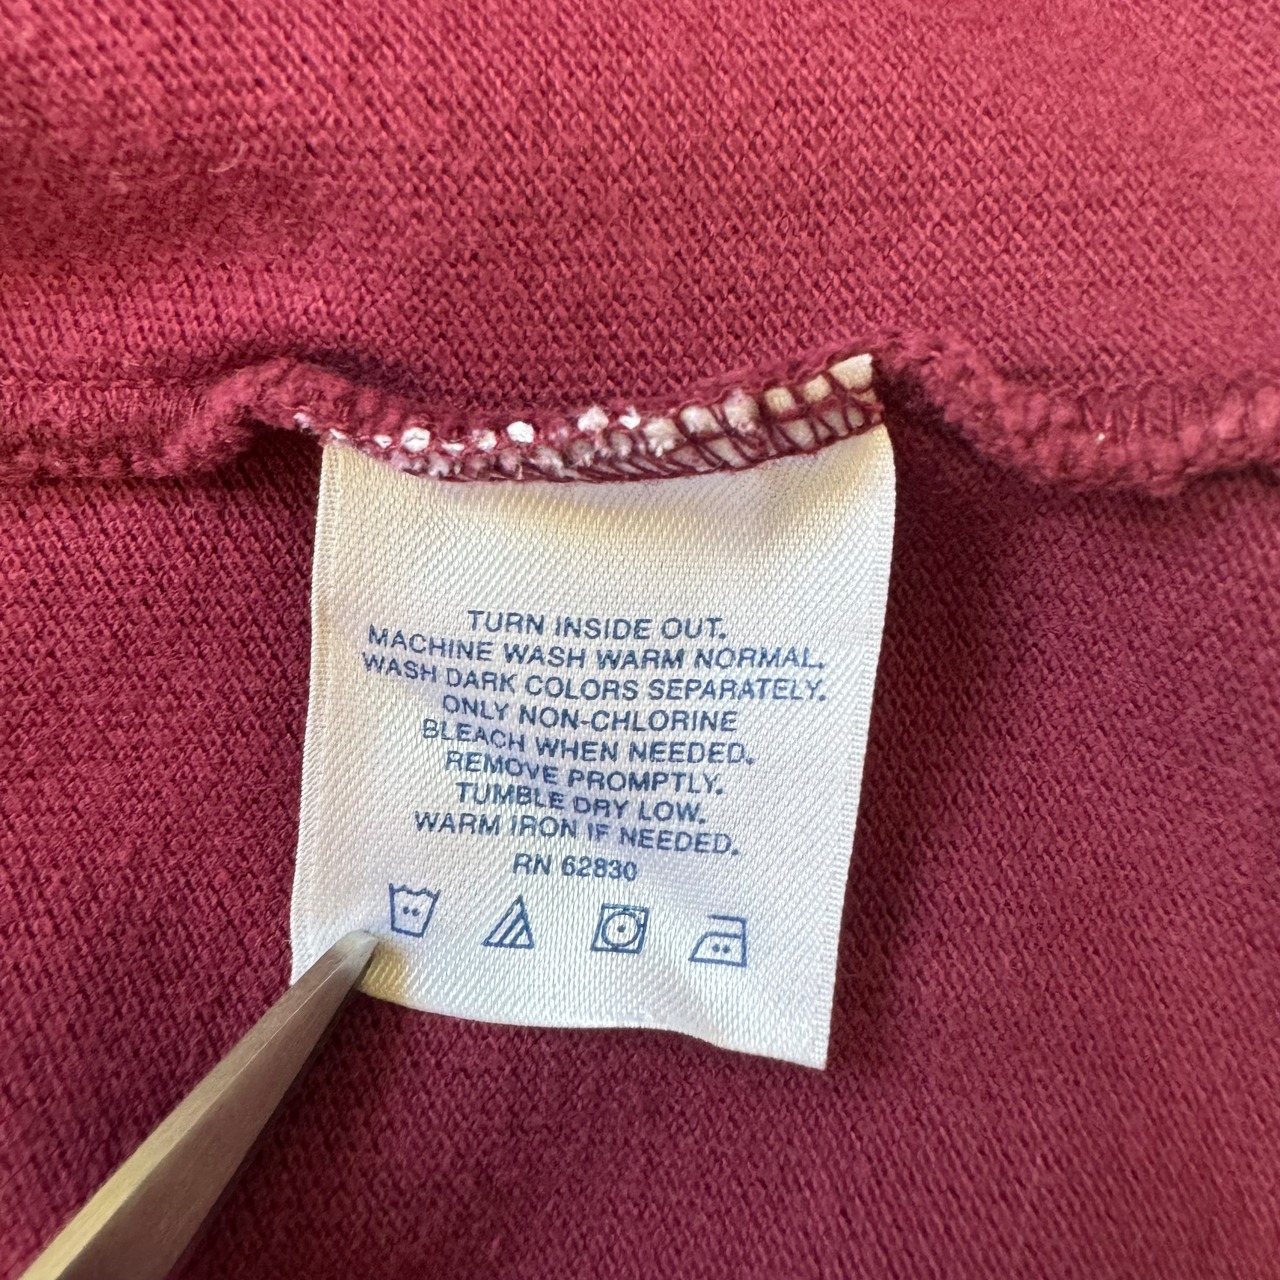 TURN INSIDE OUT.
MACHINE WASH WARM NORMAL.
WASH DARK COLORS SEPARATELY.
ONLY NON-CHLORINE
BLEACH WHEN NEEDED.
REMOVE PROMPTLY.
TUMBLE DRY LOW.
WARM IRON IF NEEDED.
RN 62830